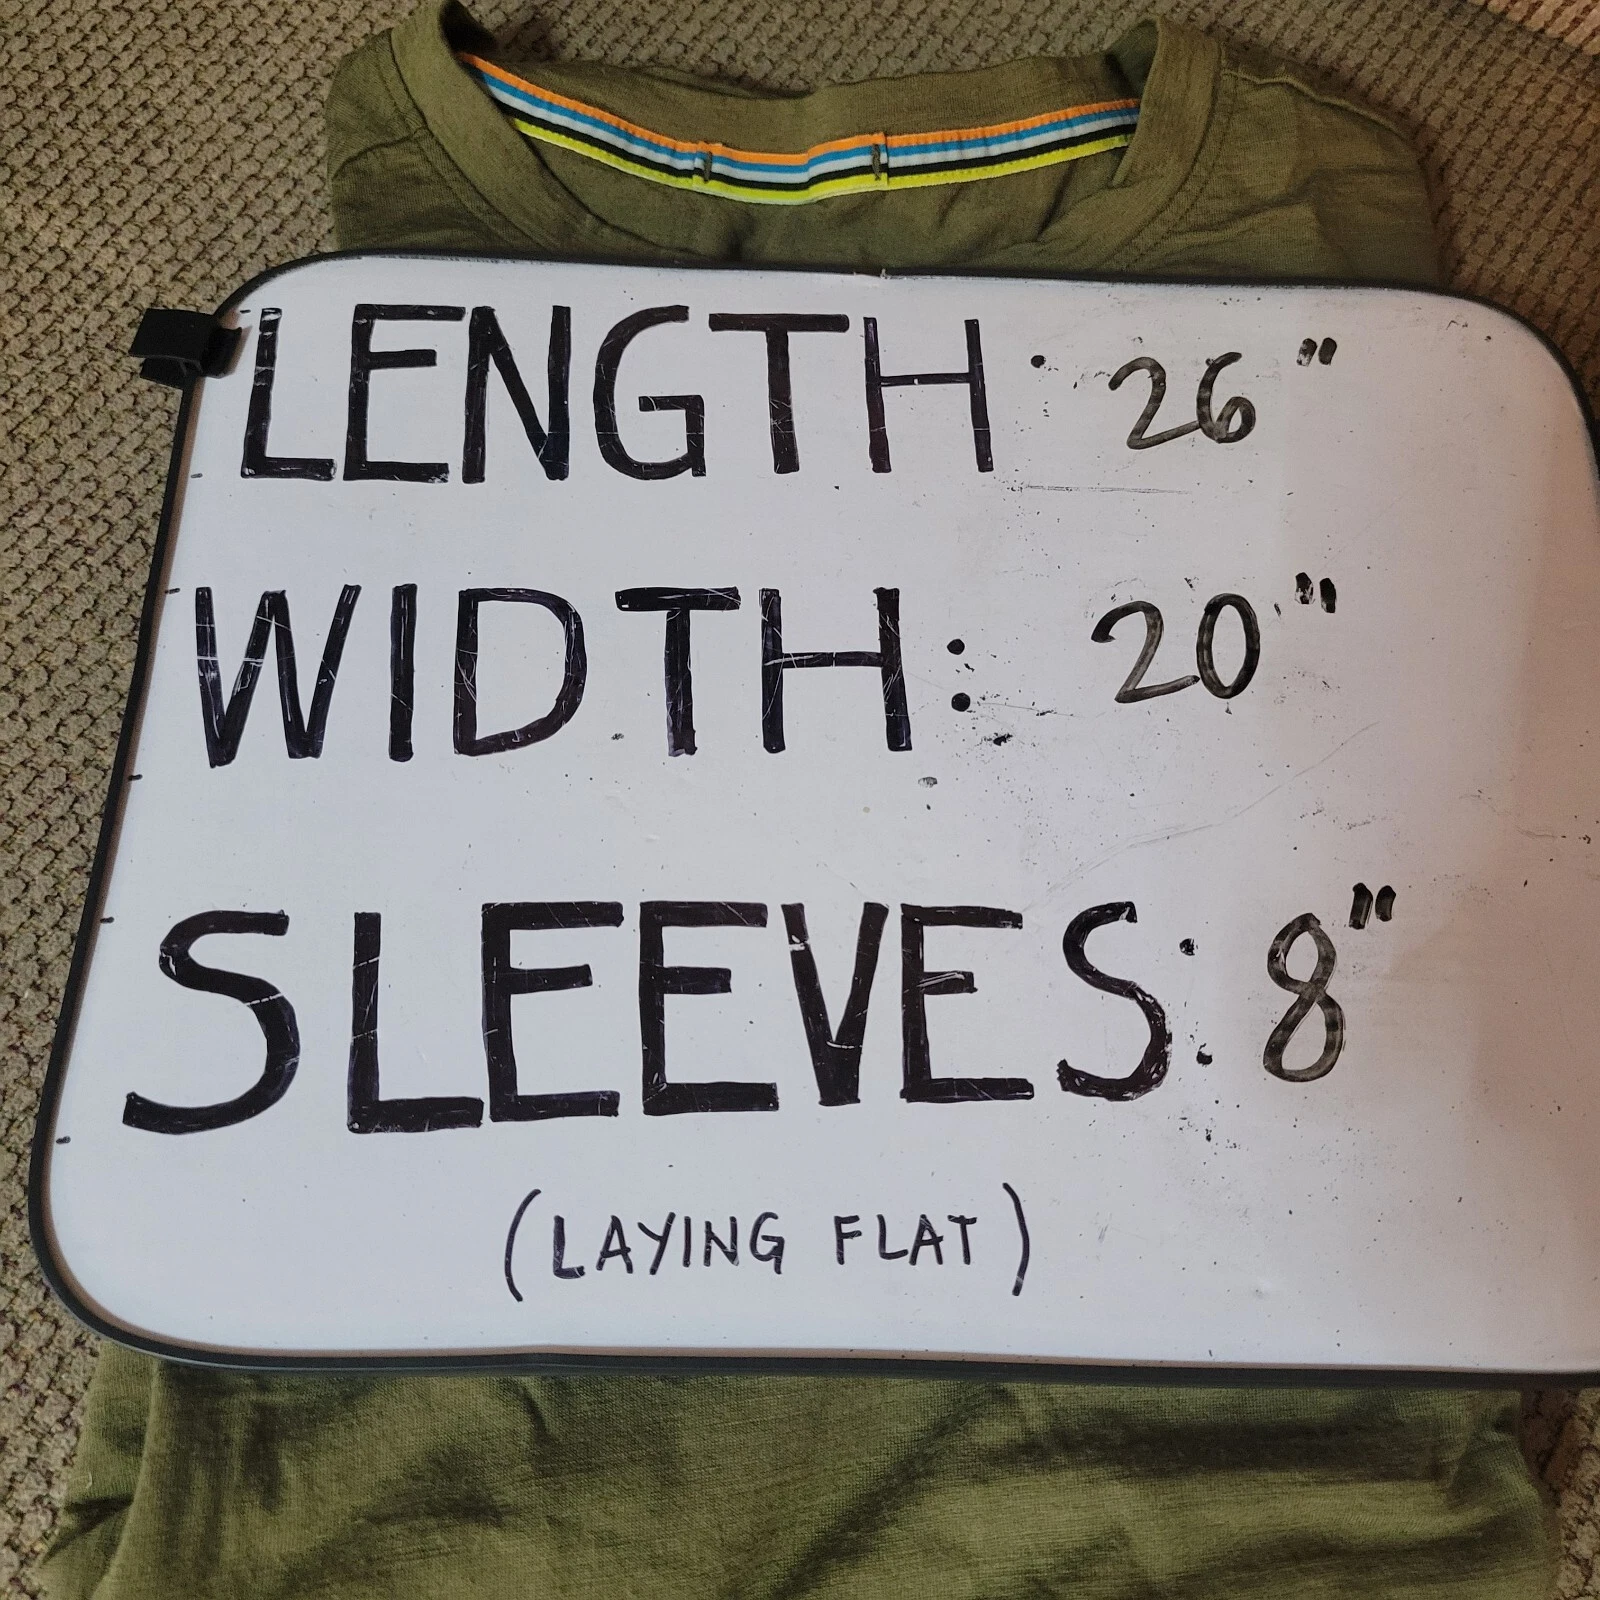 LENGTH: 26"
WIDTH: 20"
SLEEVES: 8"
(LAYING FLAT)